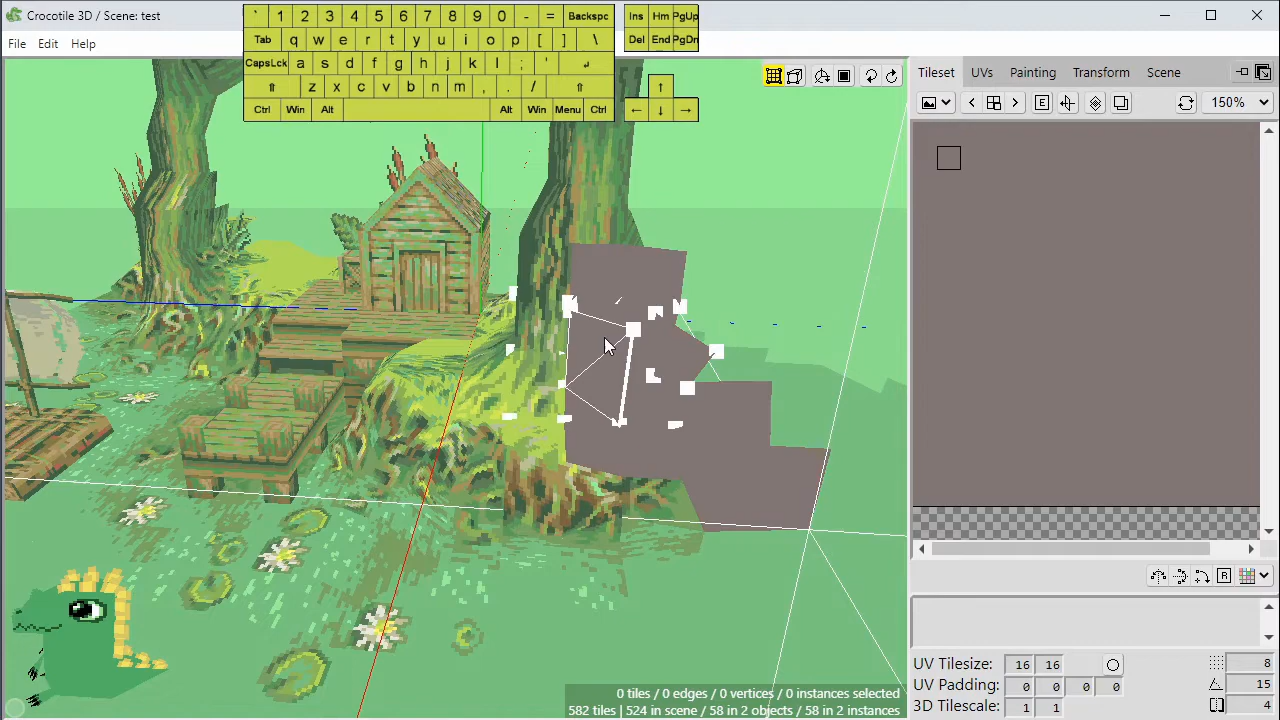 Crocotile 3D / Scene: test
File Edit Help
` 1 2 3 4 5 6 7 8 9 0 - = Backspc
Ins Hm PgUp
Tab q w e r t y u i o p [ ] \
Del End PgDn
CapsLck a s d f g h j k l ; ' ↲
⇧ z x c v b n m , . / ⇧
↑
Ctrl Win Alt Alt Win Menu Ctrl
← ↓ →
Tileset UVs Painting Transform Scene
E 150%
R
UV Tilesize: 16 16 8
UV Padding: 0 0 0 0 15
3D Tilescale: 1 1 4
0 tiles / 0 edges / 0 vertices / 0 instances selected
582 tiles | 524 in scene / 58 in 2 objects / 58 in 2 instances